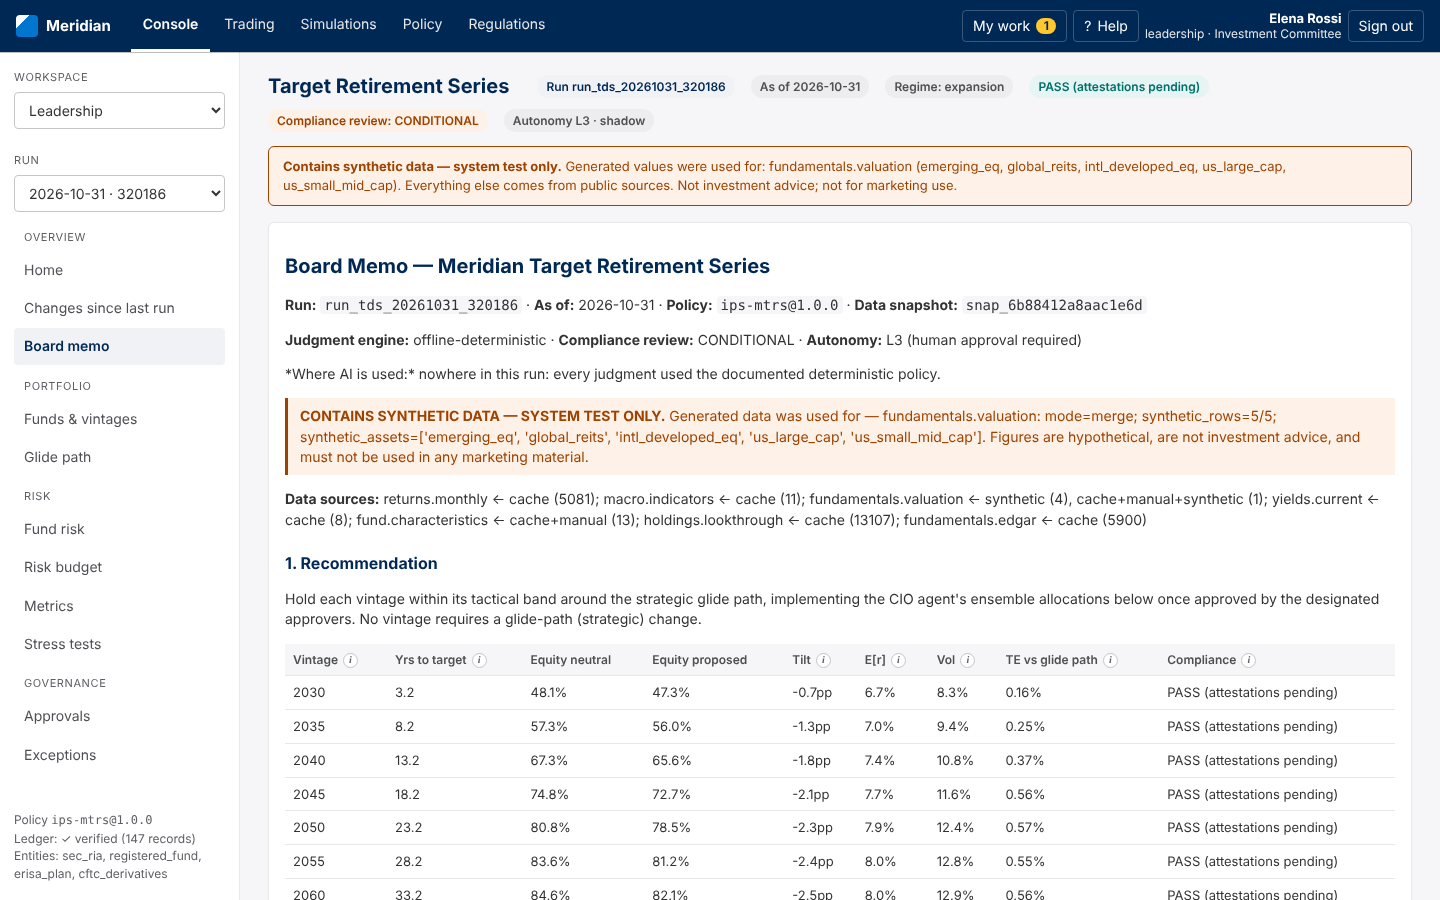 Meridian
Console
Trading
Simulations
Policy
Regulations
My work 1
? Help
Elena Rossi
leadership · Investment Committee
Sign out
WORKSPACE
Leadership
RUN
2026-10-31 · 320186
OVERVIEW
Home
Changes since last run
Board memo
PORTFOLIO
Funds & vintages
Glide path
RISK
Fund risk
Risk budget
Metrics
Stress tests
GOVERNANCE
Approvals
Exceptions
Policy ips-mtrs@1.0.0
Ledger: ✓ verified (147 records)
Entities: sec_ria, registered_fund,
erisa_plan, cftc_derivatives
Target Retirement Series
Run run_tds_20261031_320186
As of 2026-10-31
Regime: expansion
PASS (attestations pending)
Compliance review: CONDITIONAL
Autonomy L3 · shadow
Contains synthetic data — system test only. Generated values were used for: fundamentals.valuation (emerging_eq, global_reits, intl_developed_eq, us_large_cap,
us_small_mid_cap). Everything else comes from public sources. Not investment advice; not for marketing use.
Board Memo — Meridian Target Retirement Series
Run: run_tds_20261031_320186 · As of: 2026-10-31 · Policy: ips-mtrs@1.0.0 · Data snapshot: snap_6b88412a8aac1e6d
Judgment engine: offline-deterministic · Compliance review: CONDITIONAL · Autonomy: L3 (human approval required)
*Where AI is used:* nowhere in this run: every judgment used the documented deterministic policy.
CONTAINS SYNTHETIC DATA — SYSTEM TEST ONLY. Generated data was used for — fundamentals.valuation: mode=merge; synthetic_rows=5/5;
synthetic_assets=['emerging_eq', 'global_reits', 'intl_developed_eq', 'us_large_cap', 'us_small_mid_cap']. Figures are hypothetical, are not investment advice, and
must not be used in any marketing material.
Data sources: returns.monthly ← cache (5081); macro.indicators ← cache (11); fundamentals.valuation ← synthetic (4), cache+manual+synthetic (1); yields.current ←
cache (8); fund.characteristics ← cache+manual (13); holdings.lookthrough ← cache (13107); fundamentals.edgar ← cache (5900)
1. Recommendation
Hold each vintage within its tactical band around the strategic glide path, implementing the CIO agent's ensemble allocations below once approved by the designated
approvers. No vintage requires a glide-path (strategic) change.
Vintage i Yrs to target i Equity neutral Equity proposed Tilt i E[r] i Vol i TE vs glide path i Compliance i
2030 3.2 48.1% 47.3% -0.7pp 6.7% 8.3% 0.16% PASS (attestations pending)
2035 8.2 57.3% 56.0% -1.3pp 7.0% 9.4% 0.25% PASS (attestations pending)
2040 13.2 67.3% 65.6% -1.8pp 7.4% 10.8% 0.37% PASS (attestations pending)
2045 18.2 74.8% 72.7% -2.1pp 7.7% 11.6% 0.56% PASS (attestations pending)
2050 23.2 80.8% 78.5% -2.3pp 7.9% 12.4% 0.57% PASS (attestations pending)
2055 28.2 83.6% 81.2% -2.4pp 8.0% 12.8% 0.55% PASS (attestations pending)
2060 33.2 84.6% 82.1% -2.5pp 8.0% 12.9% 0.56% PASS (attestations pending)